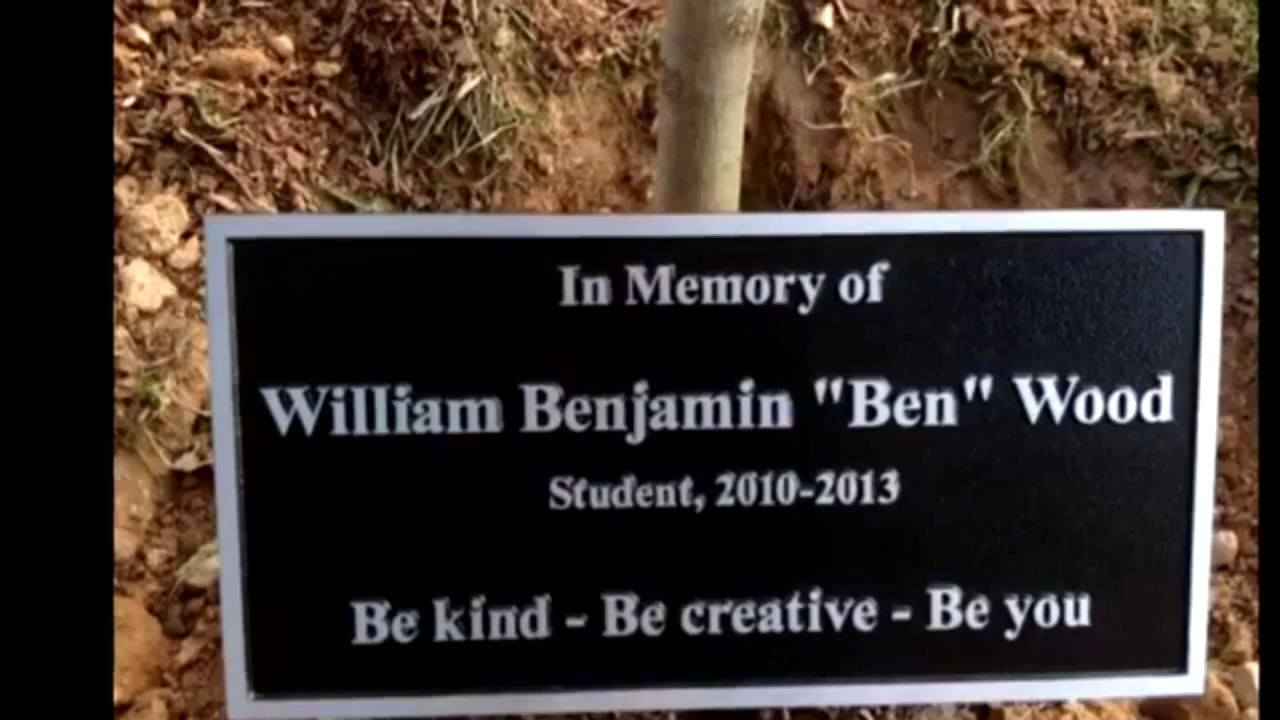 In Memory of
William Benjamin "Ben" Wood
Student, 2010-2013
Be kind - Be creative - Be you